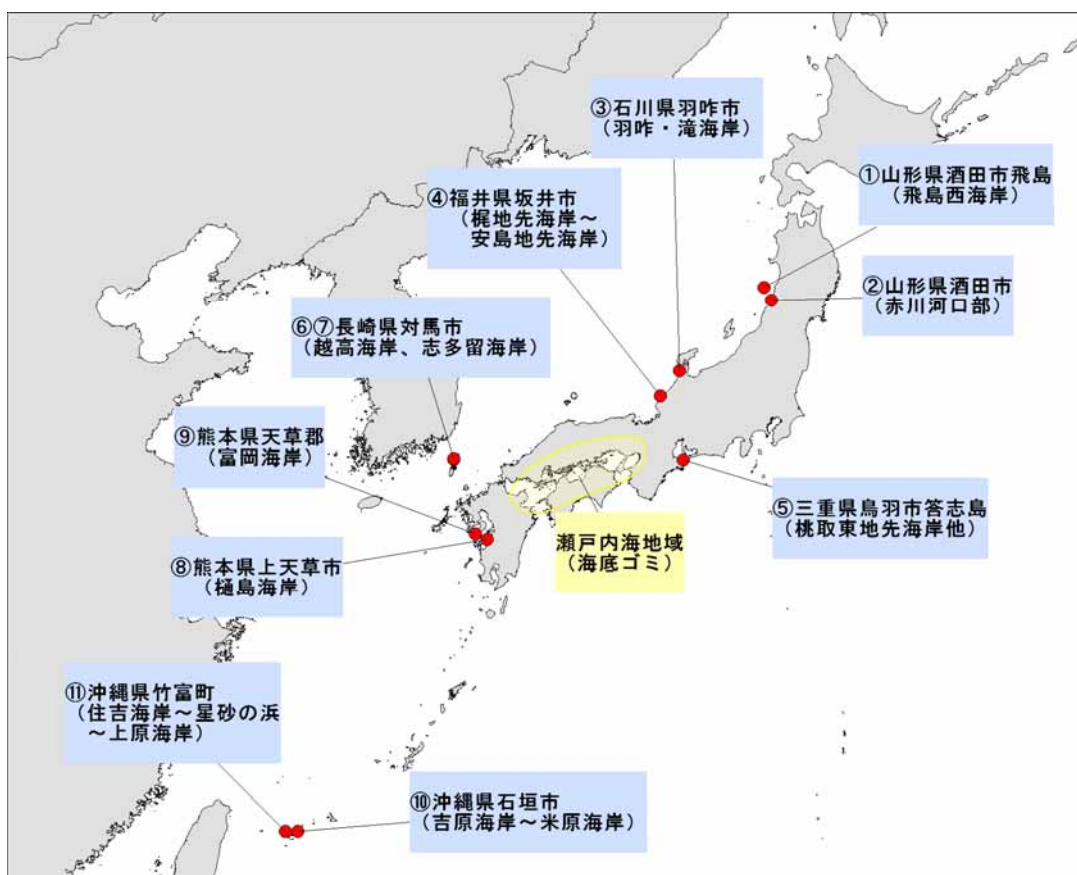 ③石川県羽咋市
（羽咋・滝海岸）
①山形県酒田市飛島
（飛島西海岸）
④福井県坂井市
（梶地先海岸～
安島地先海岸）
②山形県酒田市
（赤川河口部）
⑥⑦長崎県対馬市
（越高海岸、志多留海岸）
⑨熊本県天草郡
（富岡海岸）
⑤三重県鳥羽市答志島
（桃取東地先海岸他）
瀬戸内海地域
（海底ゴミ）
⑧熊本県上天草市
（樋島海岸）
⑪沖縄県竹富町
（住吉海岸～星砂の浜
～上原海岸）
⑩沖縄県石垣市
（吉原海岸～米原海岸）